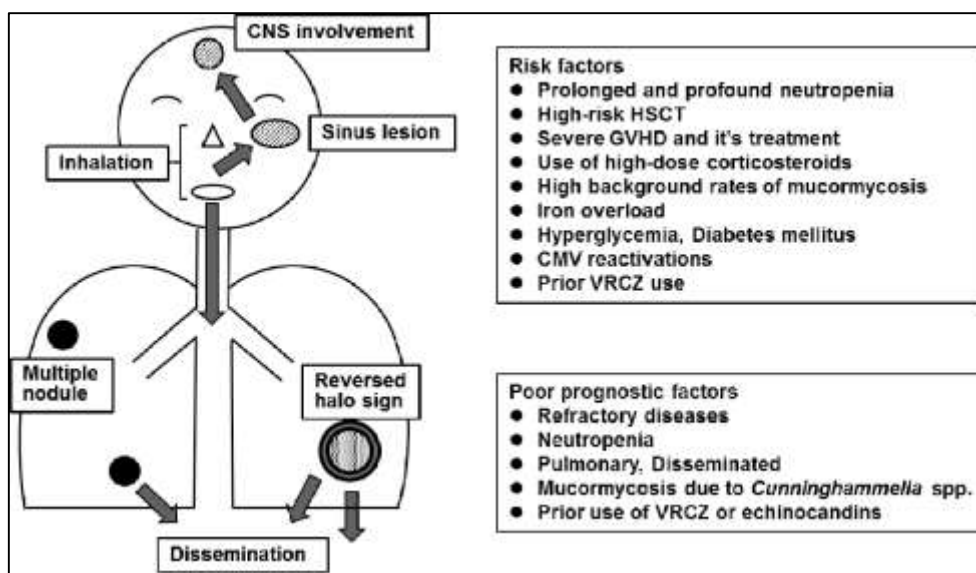 CNS involvement
Sinus lesion
Inhalation
Multiple
nodule
Reversed
halo sign
Dissemination
Risk factors
● Prolonged and profound neutropenia
● High-risk HSCT
● Severe GVHD and it's treatment
● Use of high-dose corticosteroids
● High background rates of mucormycosis
● Iron overload
● Hyperglycemia, Diabetes mellitus
● CMV reactivations
● Prior VRCZ use
Poor prognostic factors
● Refractory diseases
● Neutropenia
● Pulmonary, Disseminated
● Mucormycosis due to Cunninghammella spp.
● Prior use of VRCZ or echinocandins